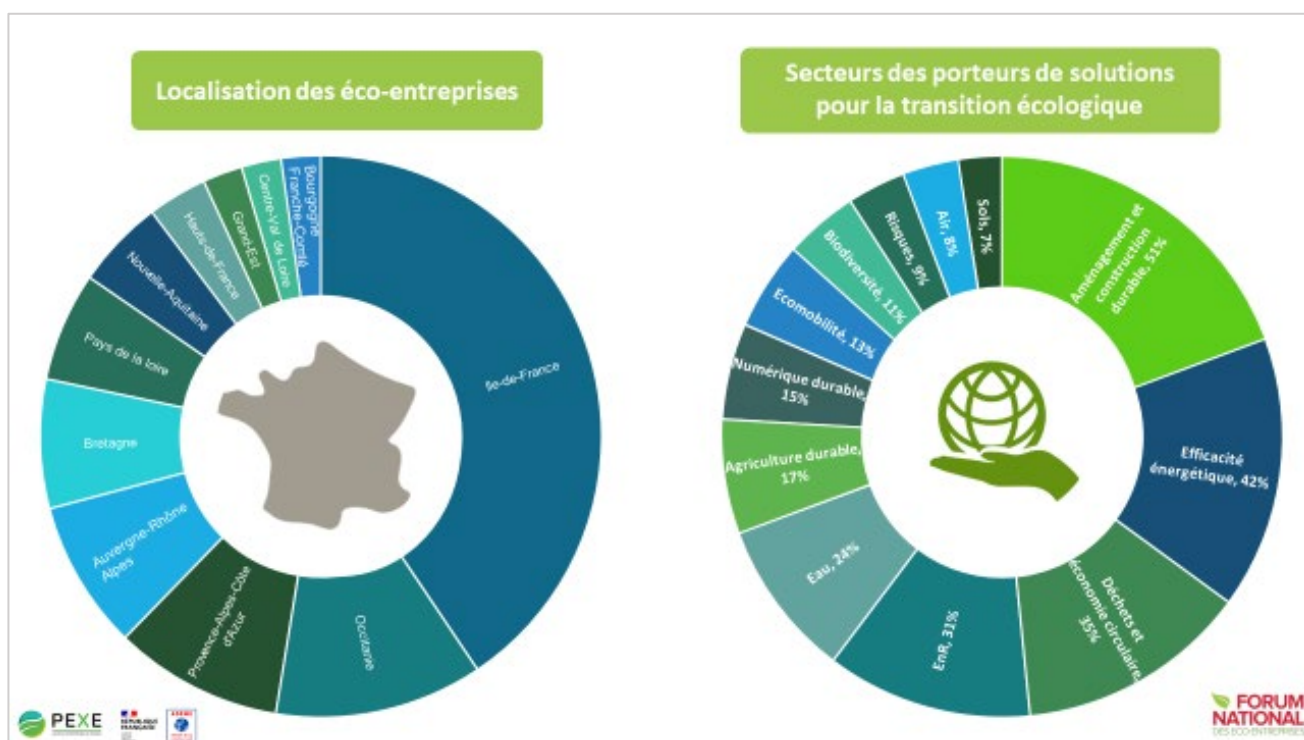 Localisation des éco-entreprises
Bourgogne
Franche-Comté
Centre-Val de Loire
Grand-Est
Hauts-de-France
Nouvelle-Aquitaine
Pays de la loire
Bretagne
Auvergne-Rhône
Alpes
Provence-Alpes-Côte
d'Azur
Occitanie
Ile-de-France
PEXE
RÉPUBLIQUE
FRANÇAISE
Secteurs des porteurs de solutions
pour la transition écologique
Aménagement et
construction
durable, 51%
Efficacité
énergétique, 42%
Déchets et
économie circulaire,
35%
EnR, 31%
Eau, 24%
Agriculture durable,
17%
Numérique durable,
15%
Ecomobilité, 13%
Biodiversité, 11%
Risques, 9%
Air, 8%
Sols, 7%
FORUM
NATIONAL
DES ECO-ENTREPRISES